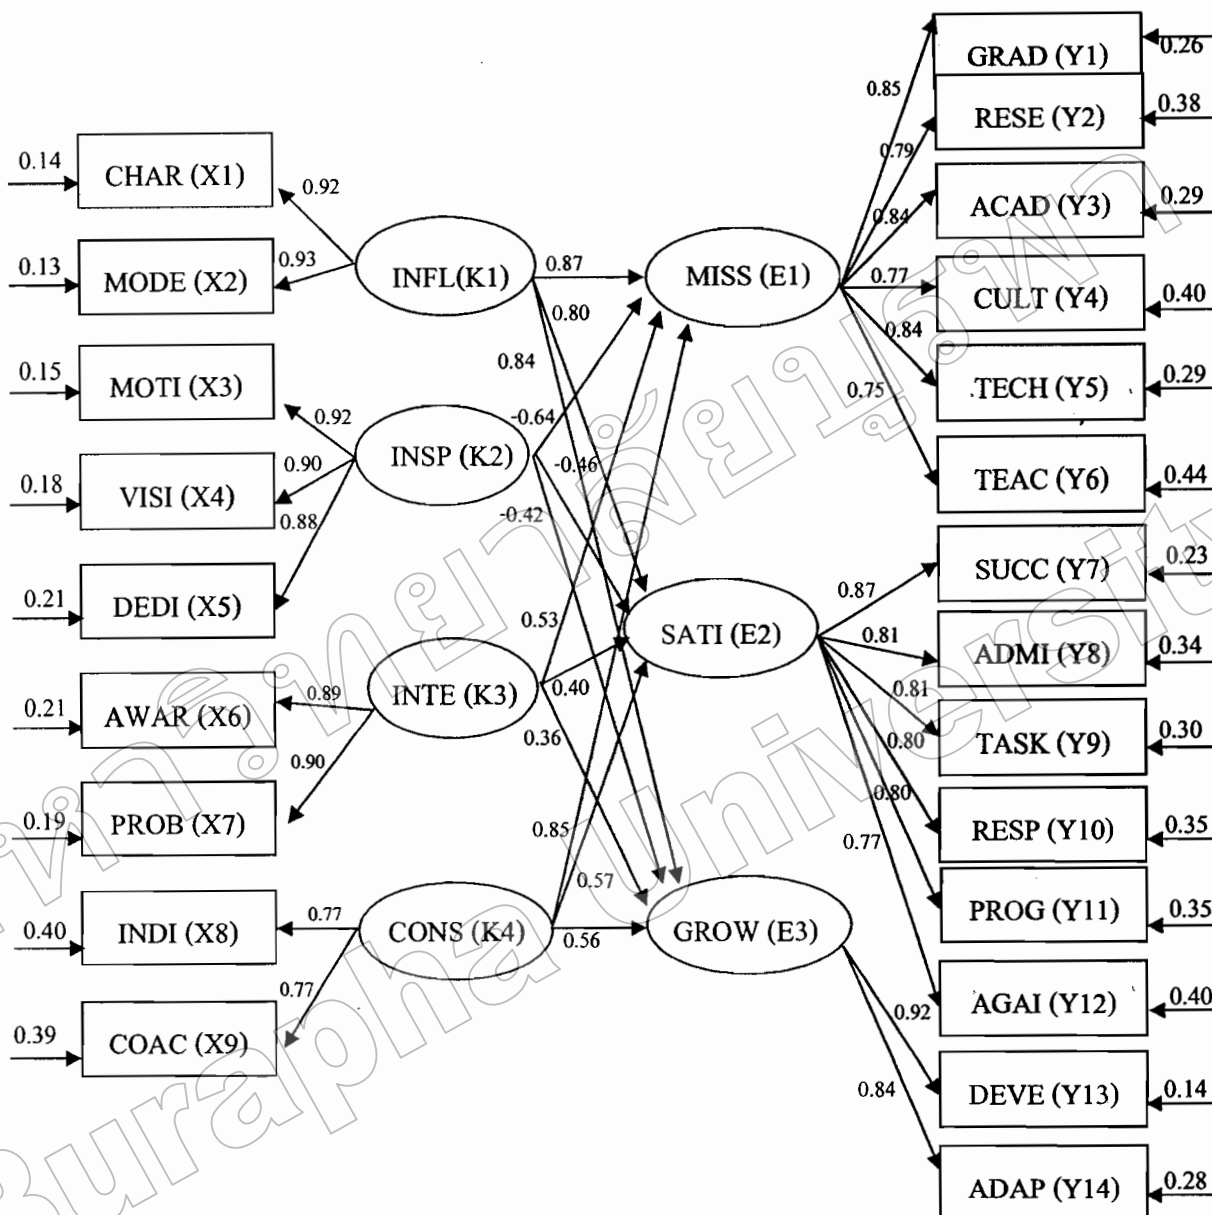 0.14
CHAR (X1)
0.92
0.13
MODE (X2)
0.93
0.15
MOTI (X3)
0.92
0.18
VISI (X4)
0.90
0.21
DEDI (X5)
0.88
0.21
AWAR (X6)
0.89
0.19
PROB (X7)
0.90
0.40
INDI (X8)
0.77
0.39
COAC (X9)
0.77
INFL(K1)
INSP (K2)
INTE (K3)
CONS (K4)
0.87
0.80
0.84
-0.64
-0.46
-0.42
0.53
0.40
0.36
0.85
0.57
0.56
MISS (E1)
SATI (E2)
GROW (E3)
0.85
GRAD (Y1)
0.26
0.79
RESE (Y2)
0.38
0.84
ACAD (Y3)
0.29
0.77
CULT (Y4)
0.40
0.84
TECH (Y5)
0.29
0.75
TEAC (Y6)
0.44
0.87
SUCC (Y7)
0.23
0.81
ADMI (Y8)
0.34
0.81
TASK (Y9)
0.30
0.80
RESP (Y10)
0.35
0.80
PROG (Y11)
0.35
0.77
AGAI (Y12)
0.40
0.92
DEVE (Y13)
0.14
0.84
ADAP (Y14)
0.28
Burapha University